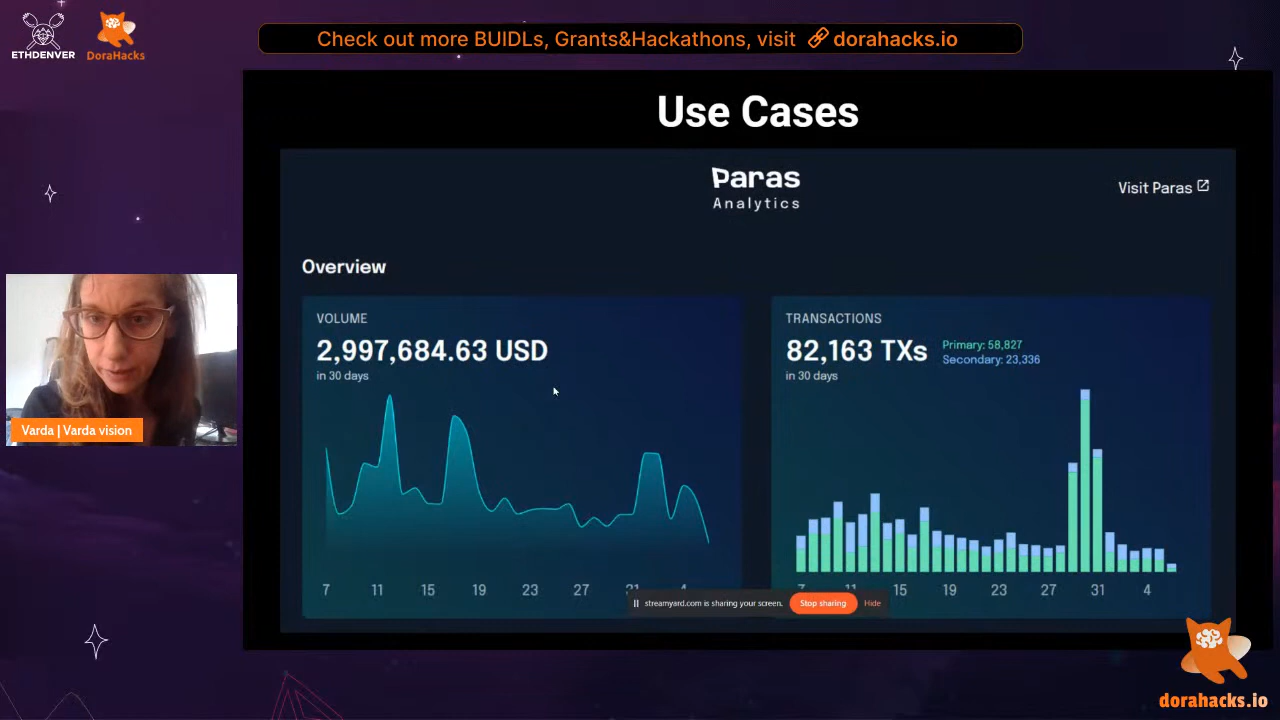 ETHDENVER
DoraHacks
Check out more BUIDLs, Grants&Hackathons, visit dorahacks.io
Use Cases
Paras
Analytics
Visit Paras
Overview
VOLUME
2,997,684.63 USD
in 30 days
7 11 15 19 23 27 31 4
TRANSACTIONS
82,163 TXs
Primary: 58,827
Secondary: 23,336
in 30 days
7 11 15 19 23 27 31 4
streamyard.com is sharing your screen. Stop sharing Hide
Varda | Varda vision
dorahacks.io